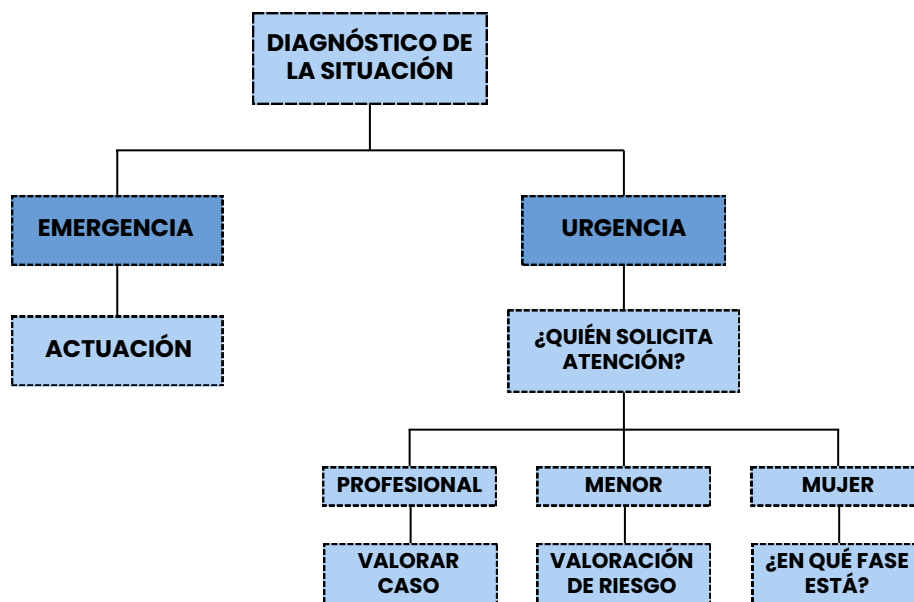 DIAGNÓSTICO DE
LA SITUACIÓN
EMERGENCIA
URGENCIA
ACTUACIÓN
¿QUIÉN SOLICITA
ATENCIÓN?
PROFESIONAL
MENOR
MUJER
VALORAR
CASO
VALORACIÓN
DE RIESGO
¿EN QUÉ FASE
ESTÁ?